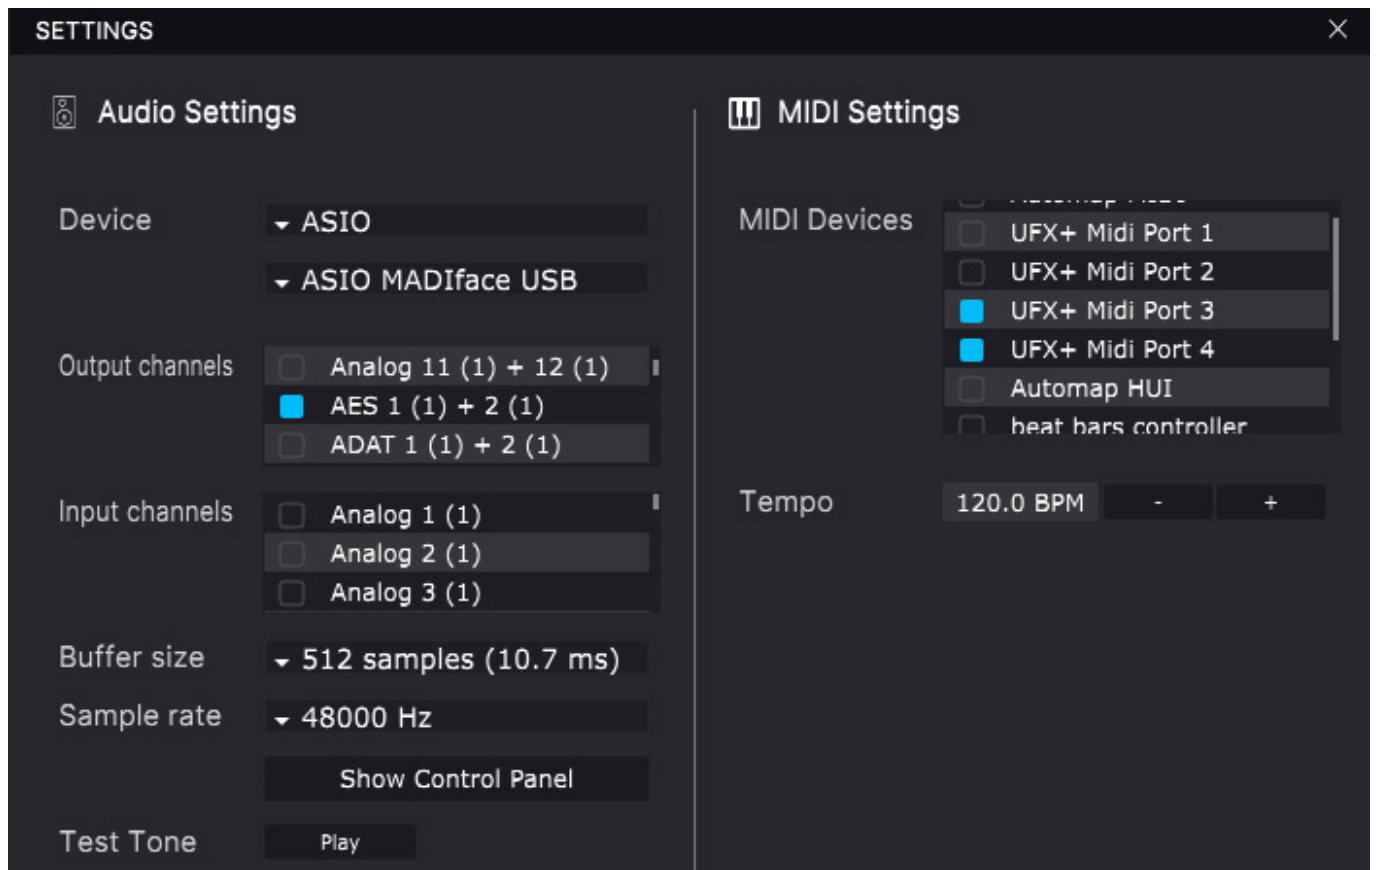 SETTINGS
Audio Settings
Device
ASIO
ASIO MADIface USB
Output channels
Analog 11 (1) + 12 (1)
AES 1 (1) + 2 (1)
ADAT 1 (1) + 2 (1)
Input channels
Analog 1 (1)
Analog 2 (1)
Analog 3 (1)
Buffer size
512 samples (10.7 ms)
Sample rate
48000 Hz
Show Control Panel
Test Tone
Play
MIDI Settings
MIDI Devices
Automap
UFX+ Midi Port 1
UFX+ Midi Port 2
UFX+ Midi Port 3
UFX+ Midi Port 4
Automap HUI
beat bars controller
Tempo
120.0 BPM
-
+